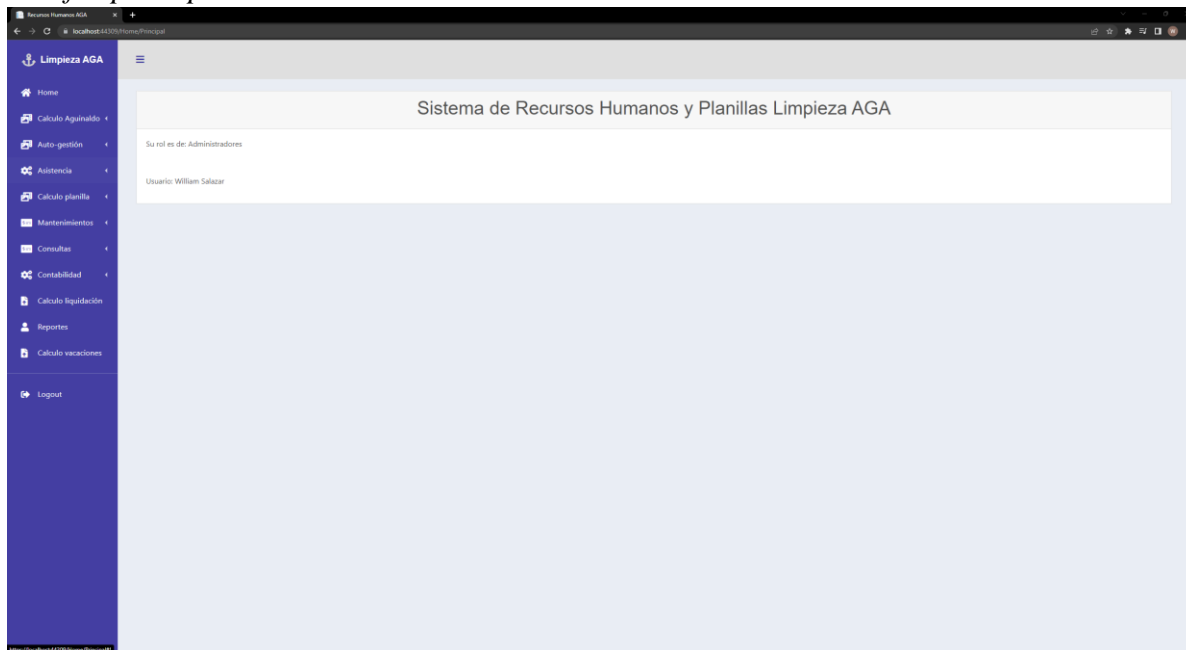 Recursos Humanos AGA
localhost:44309/Home/Principal
Limpieza AGA
Home
Calculo Aguinaldo
Auto-gestión
Asistencia
Calculo planilla
Mantenimientos
Consultas
Contabilidad
Calculo liquidación
Reportes
Calculo vacaciones
Logout
Sistema de Recursos Humanos y Planillas Limpieza AGA
Su rol es de: Administradores
Usuario: William Salazar